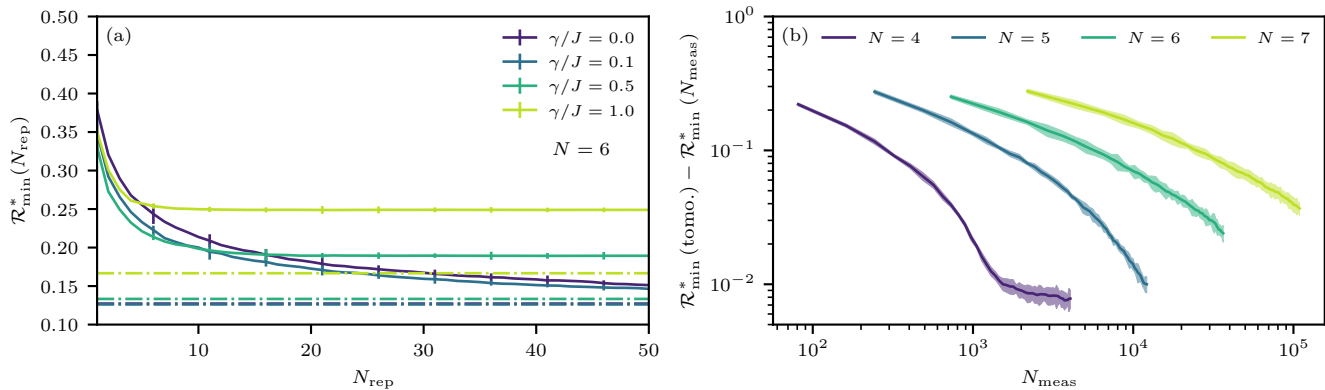 (a)
γ/J = 0.0
γ/J = 0.1
γ/J = 0.5
γ/J = 1.0
N = 6
0.50
0.45
0.40
0.35
0.30
0.25
0.20
0.15
0.10
10
20
30
40
50
N_rep
R*_min (N_rep)
(b)
N = 4
N = 5
N = 6
N = 7
10^0
10^−1
10^−2
10^2
10^3
10^4
10^5
N_meas
R*_min (tomo.) − R*_min (N_meas)